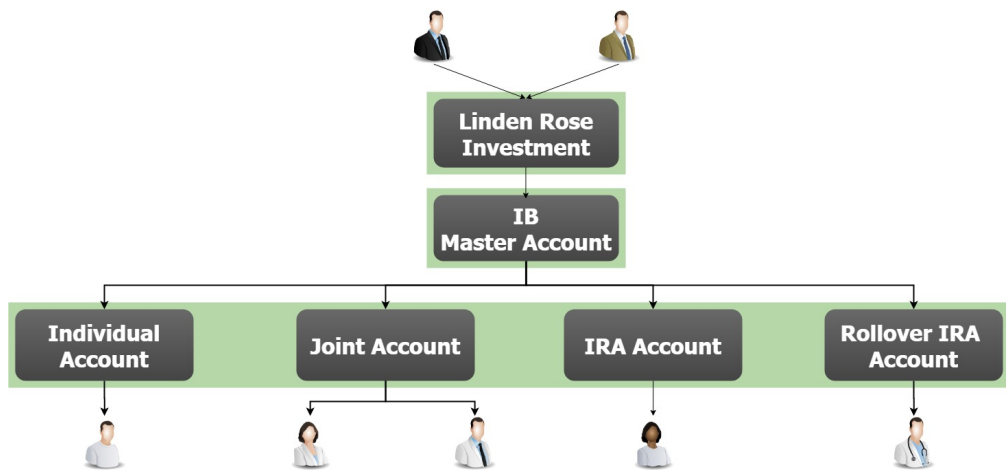 Linden Rose
Investment
IB
Master Account
Individual
Account
Joint Account
IRA Account
Rollover IRA
Account